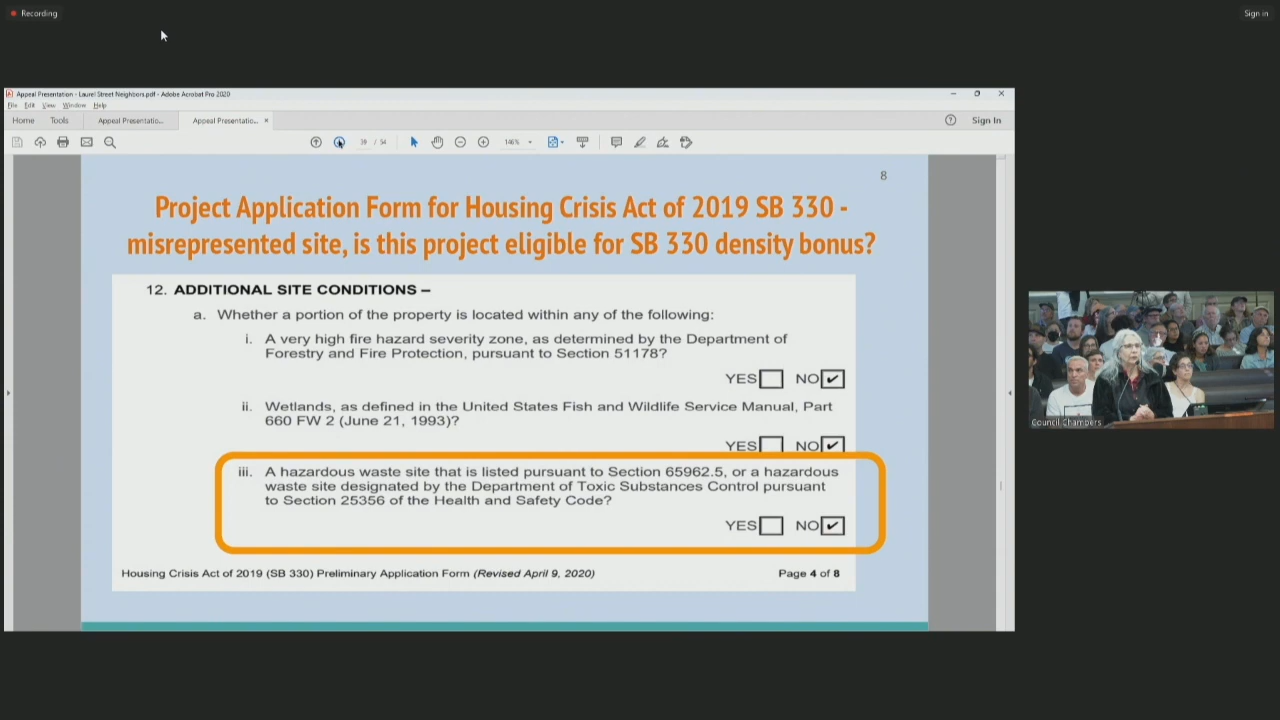 Recording
Sign in
Appeal Presentation - Laurel Street Neighbors.pdf - Adobe Acrobat Pro 2020
File Edit View Window Help
Home Tools Appeal Presentatio... Appeal Presentatio... × Sign In
39 / 54 146%
8
Project Application Form for Housing Crisis Act of 2019 SB 330 -
misrepresented site, is this project eligible for SB 330 density bonus?
12. ADDITIONAL SITE CONDITIONS –
a. Whether a portion of the property is located within any of the following:
i. A very high fire hazard severity zone, as determined by the Department of
Forestry and Fire Protection, pursuant to Section 51178?
YES NO ✔
ii. Wetlands, as defined in the United States Fish and Wildlife Service Manual, Part
660 FW 2 (June 21, 1993)?
YES NO ✔
iii. A hazardous waste site that is listed pursuant to Section 65962.5, or a hazardous
waste site designated by the Department of Toxic Substances Control pursuant
to Section 25356 of the Health and Safety Code?
YES NO ✔
Housing Crisis Act of 2019 (SB 330) Preliminary Application Form (Revised April 9, 2020) Page 4 of 8
Council Chambers